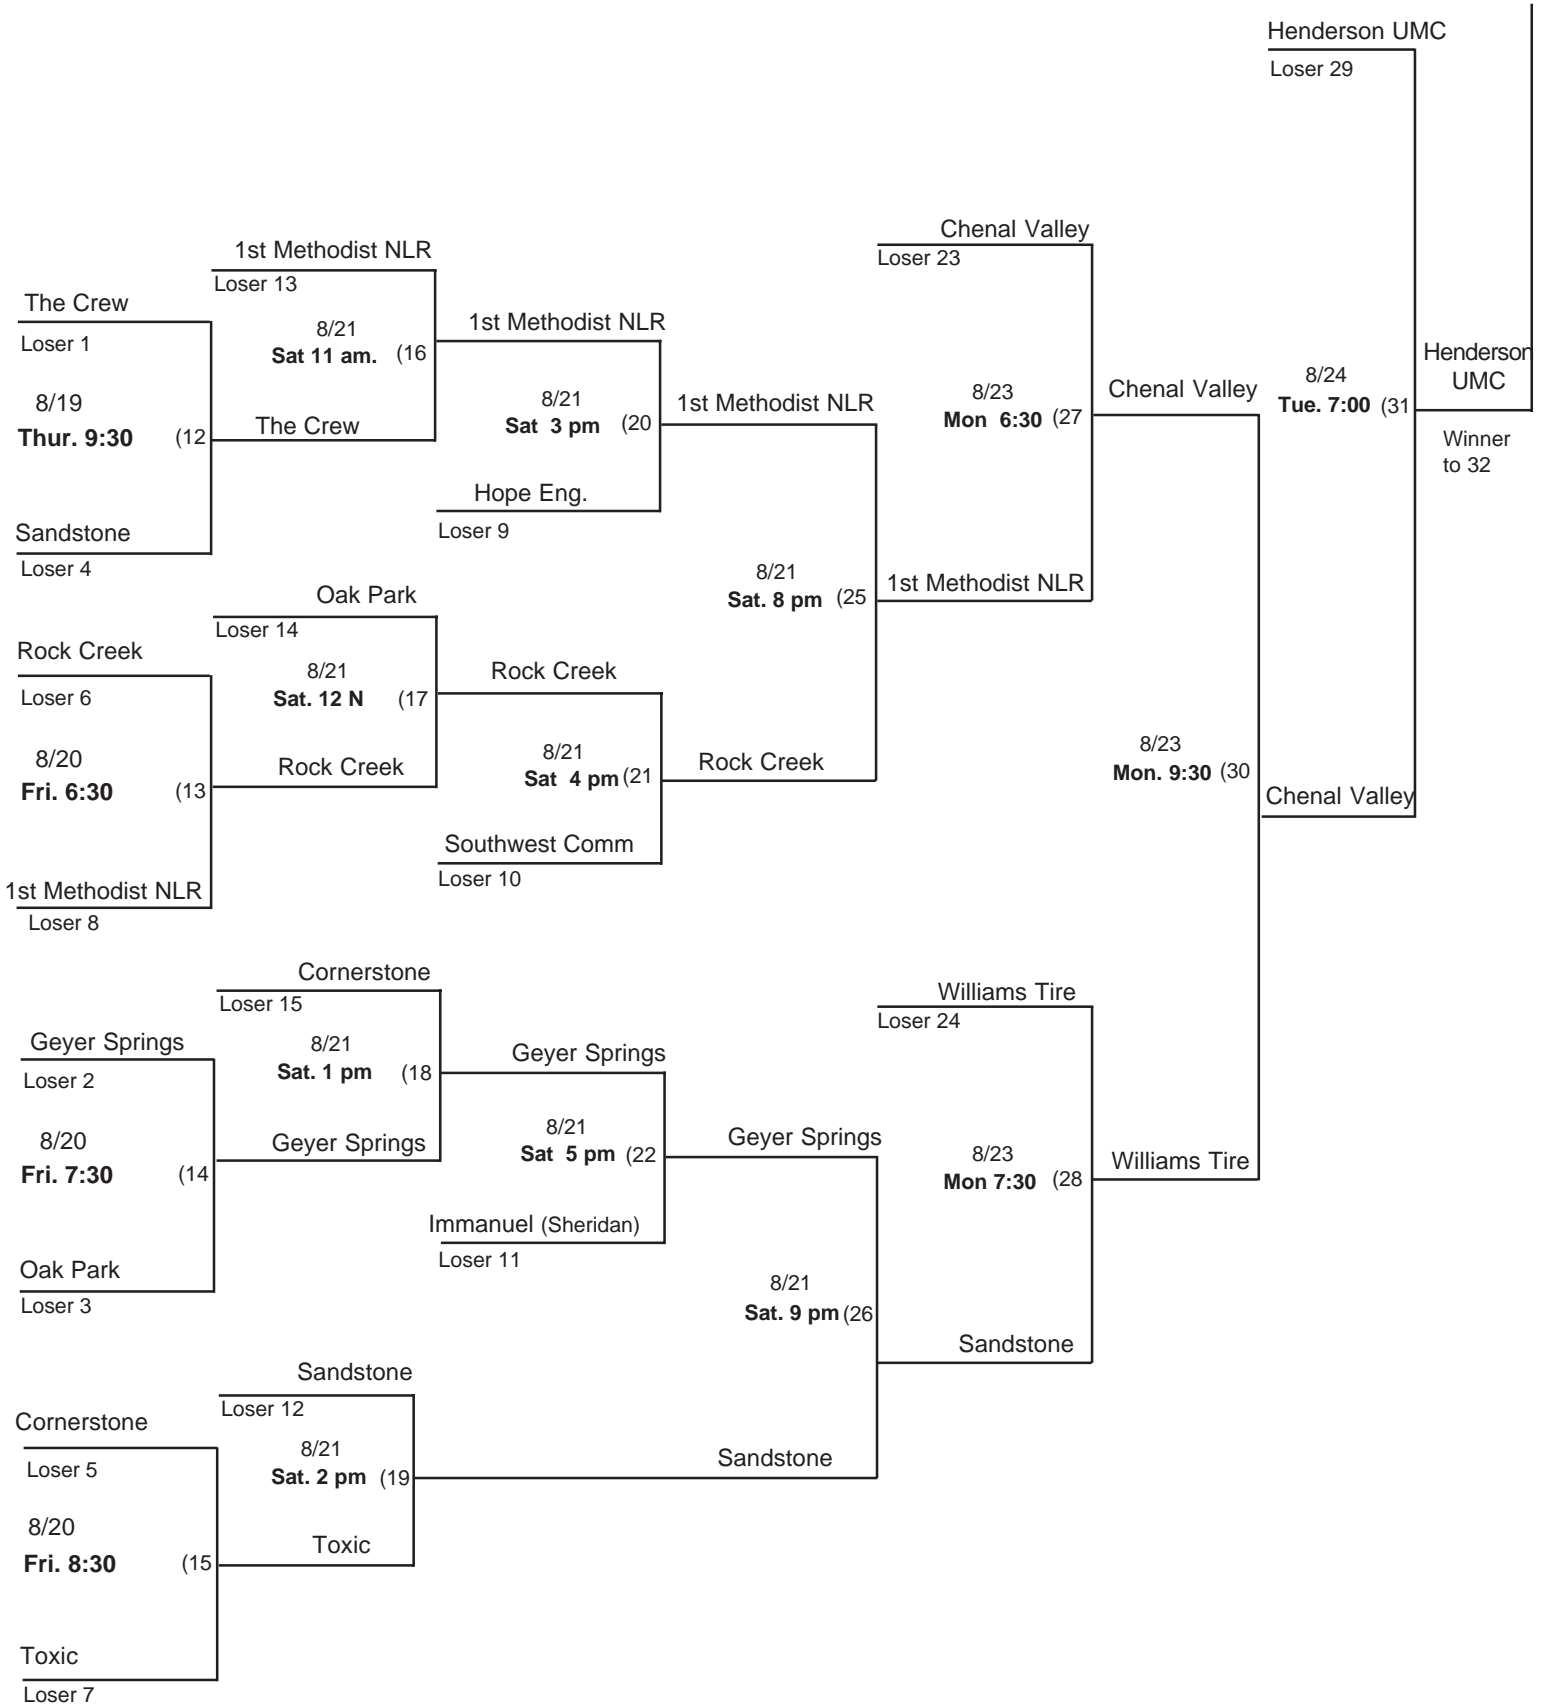 Henderson UMC
Loser 29
Chenal Valley
Loser 23
1st Methodist NLR
Loser 13
The Crew
Loser 1
8/21
Sat 11 am. (16
1st Methodist NLR
Henderson
UMC
8/24
Tue. 7:00 (31
8/23
Mon 6:30 (27
Chenal Valley
8/19
Thur. 9:30 (12
The Crew
8/21
Sat 3 pm (20
1st Methodist NLR
Winner
to 32
Hope Eng.
Loser 9
Sandstone
Loser 4
8/21
Sat. 8 pm (25
1st Methodist NLR
Oak Park
Loser 14
Rock Creek
Loser 6
8/21
Sat. 12 N (17
Rock Creek
8/20
Fri. 6:30 (13
Rock Creek
8/21
Sat 4 pm (21
Rock Creek
8/23
Mon. 9:30 (30
Chenal Valley
Southwest Comm
Loser 10
1st Methodist NLR
Loser 8
Cornerstone
Loser 15
Williams Tire
Loser 24
Geyer Springs
Loser 2
8/21
Sat. 1 pm (18
Geyer Springs
8/20
Fri. 7:30 (14
Geyer Springs
8/21
Sat 5 pm (22
Geyer Springs
8/23
Mon 7:30 (28
Williams Tire
Immanuel (Sheridan)
Loser 11
Oak Park
Loser 3
8/21
Sat. 9 pm (26
Sandstone
Sandstone
Loser 12
Cornerstone
Loser 5
8/21
Sat. 2 pm (19
Sandstone
8/20
Fri. 8:30 (15
Toxic
Toxic
Loser 7